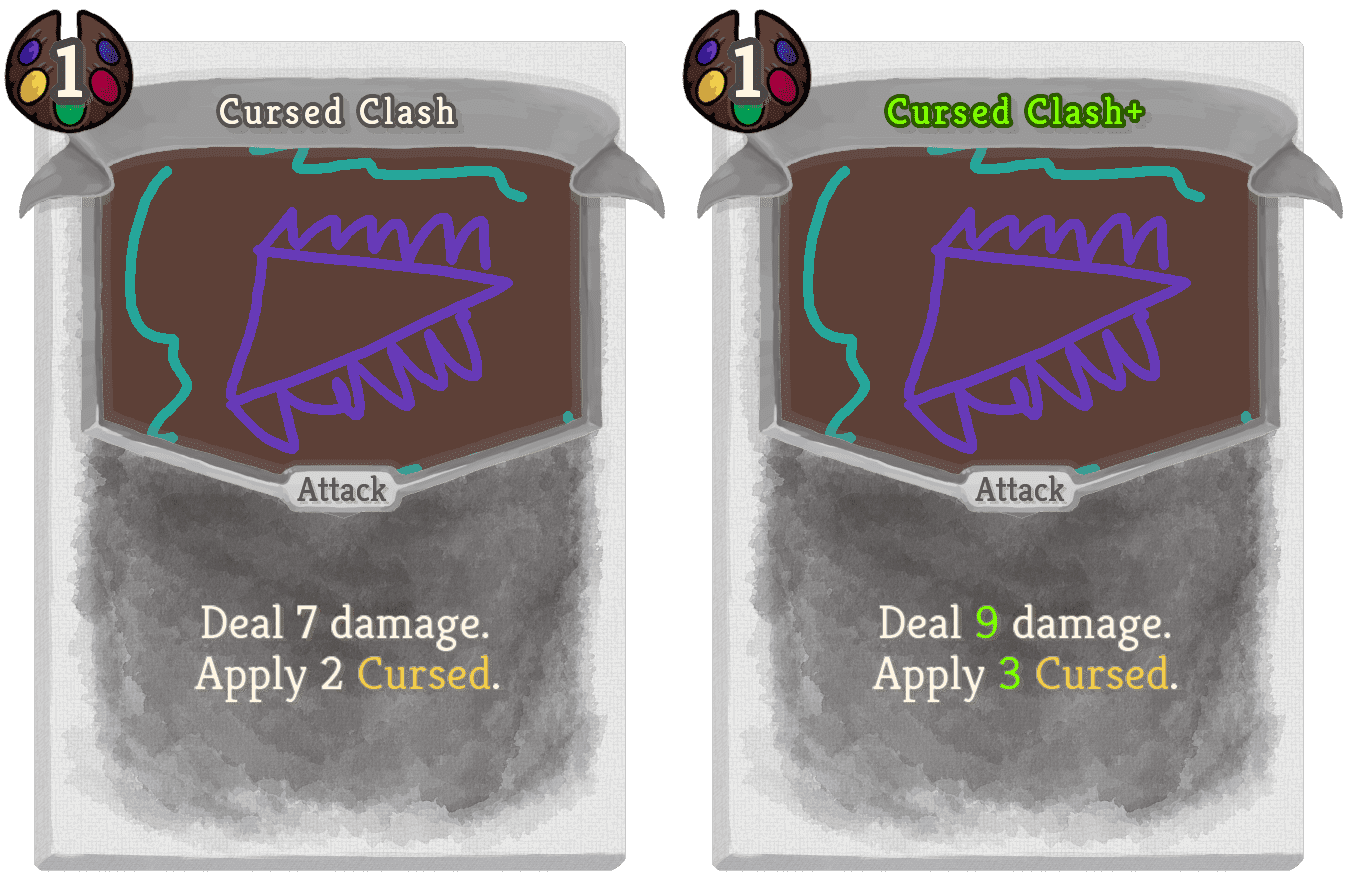 1
Cursed Clash
Attack
Deal 7 damage.
Apply 2 Cursed.
1
Cursed Clash+
Attack
Deal 9 damage.
Apply 3 Cursed.